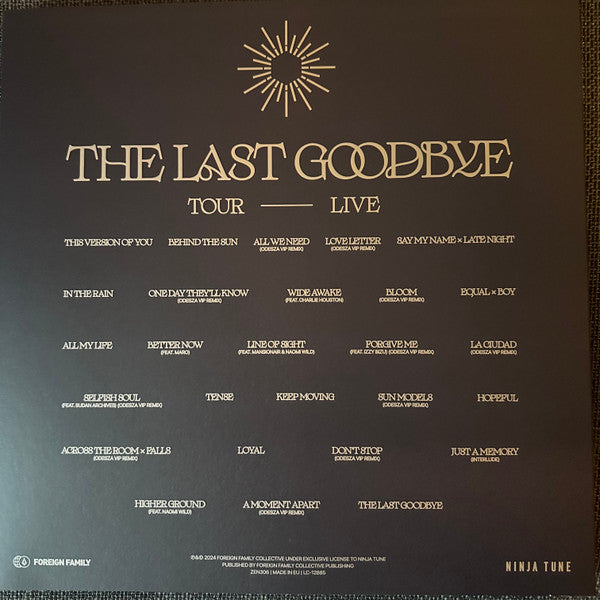 THE LAST GOODBYE
TOUR — LIVE
THIS VERSION OF YOU BEHIND THE SUN ALL WE NEED LOVE LETTER SAY MY NAME × LATE NIGHT
(ODESZA VIP REMIX) (ODESZA VIP REMIX)
IN THE RAIN ONE DAY THEY'LL KNOW WIDE AWAKE BLOOM EQUAL × BOY
(ODESZA VIP REMIX) (FEAT. CHARLIE HOUSTON) (ODESZA VIP REMIX)
ALL MY LIFE BETTER NOW LINE OF SIGHT FORGIVE ME LA CIUDAD
(FEAT. MARO) (FEAT. MANSIONAIR & NAOMI WILD) (FEAT. IZZY BIZU) (ODESZA VIP REMIX) (ODESZA VIP REMIX)
SELFISH SOUL TENSE KEEP MOVING SUN MODELS HOPEFUL
(FEAT. SUDAN ARCHIVES) (ODESZA VIP REMIX) (ODESZA VIP REMIX)
ACROSS THE ROOM × FALLS LOYAL DON'T STOP JUST A MEMORY
(ODESZA VIP REMIX) (ODESZA VIP REMIX) (INTERLUDE)
HIGHER GROUND A MOMENT APART THE LAST GOODBYE
(FEAT. NAOMI WILD) (ODESZA VIP REMIX)
FOREIGN FAMILY
℗&© 2024 FOREIGN FAMILY COLLECTIVE UNDER EXCLUSIVE LICENSE TO NINJA TUNE
PUBLISHED BY FOREIGN FAMILY COLLECTIVE PUBLISHING
ZEN306 | MADE IN EU | LC-12885
NINJA TUNE